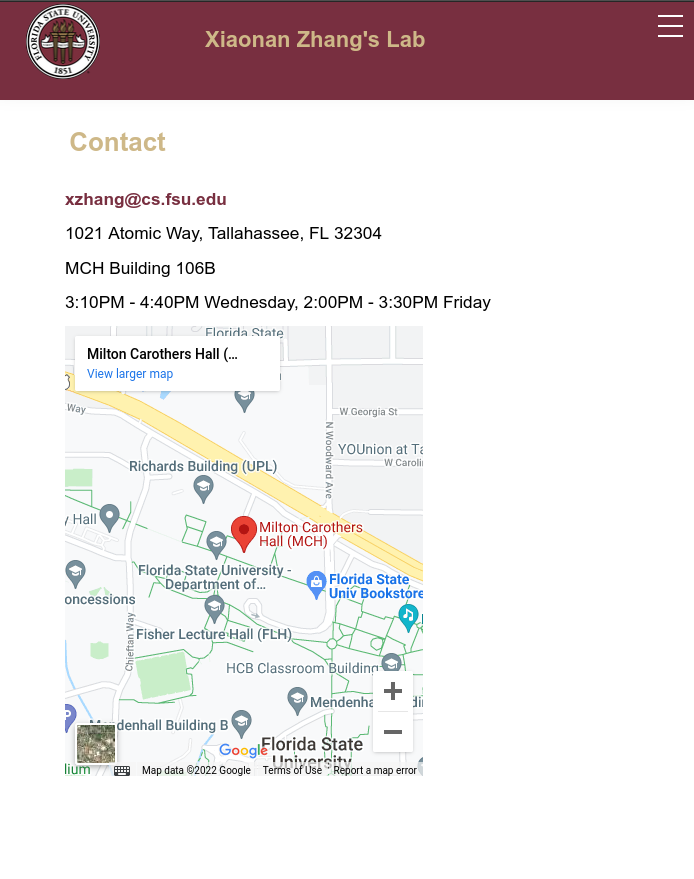 FLORIDA STATE UNIVERSITY
1851
Xiaonan Zhang's Lab
Contact
xzhang@cs.fsu.edu
1021 Atomic Way, Tallahassee, FL 32304
MCH Building 106B
3:10PM - 4:40PM Wednesday, 2:00PM - 3:30PM Friday
Florida State
Milton Carothers Hall (...
View larger map
Way
W Georgia St
N Woodward Ave
YOUnion at Ta
W Caroli
Richards Building (UPL)
y Hall
Milton Carothers
Hall (MCH)
Florida State University -
Department of...
Florida State
Univ Bookstore
oncessions
Chieftan Way
Fisher Lecture Hall (FLH)
HCB Classroom Building
Mendenha
Mendenhall Building B
Google
Florida State
University
lium
Map data ©2022 Google
Terms of Use
Report a map error